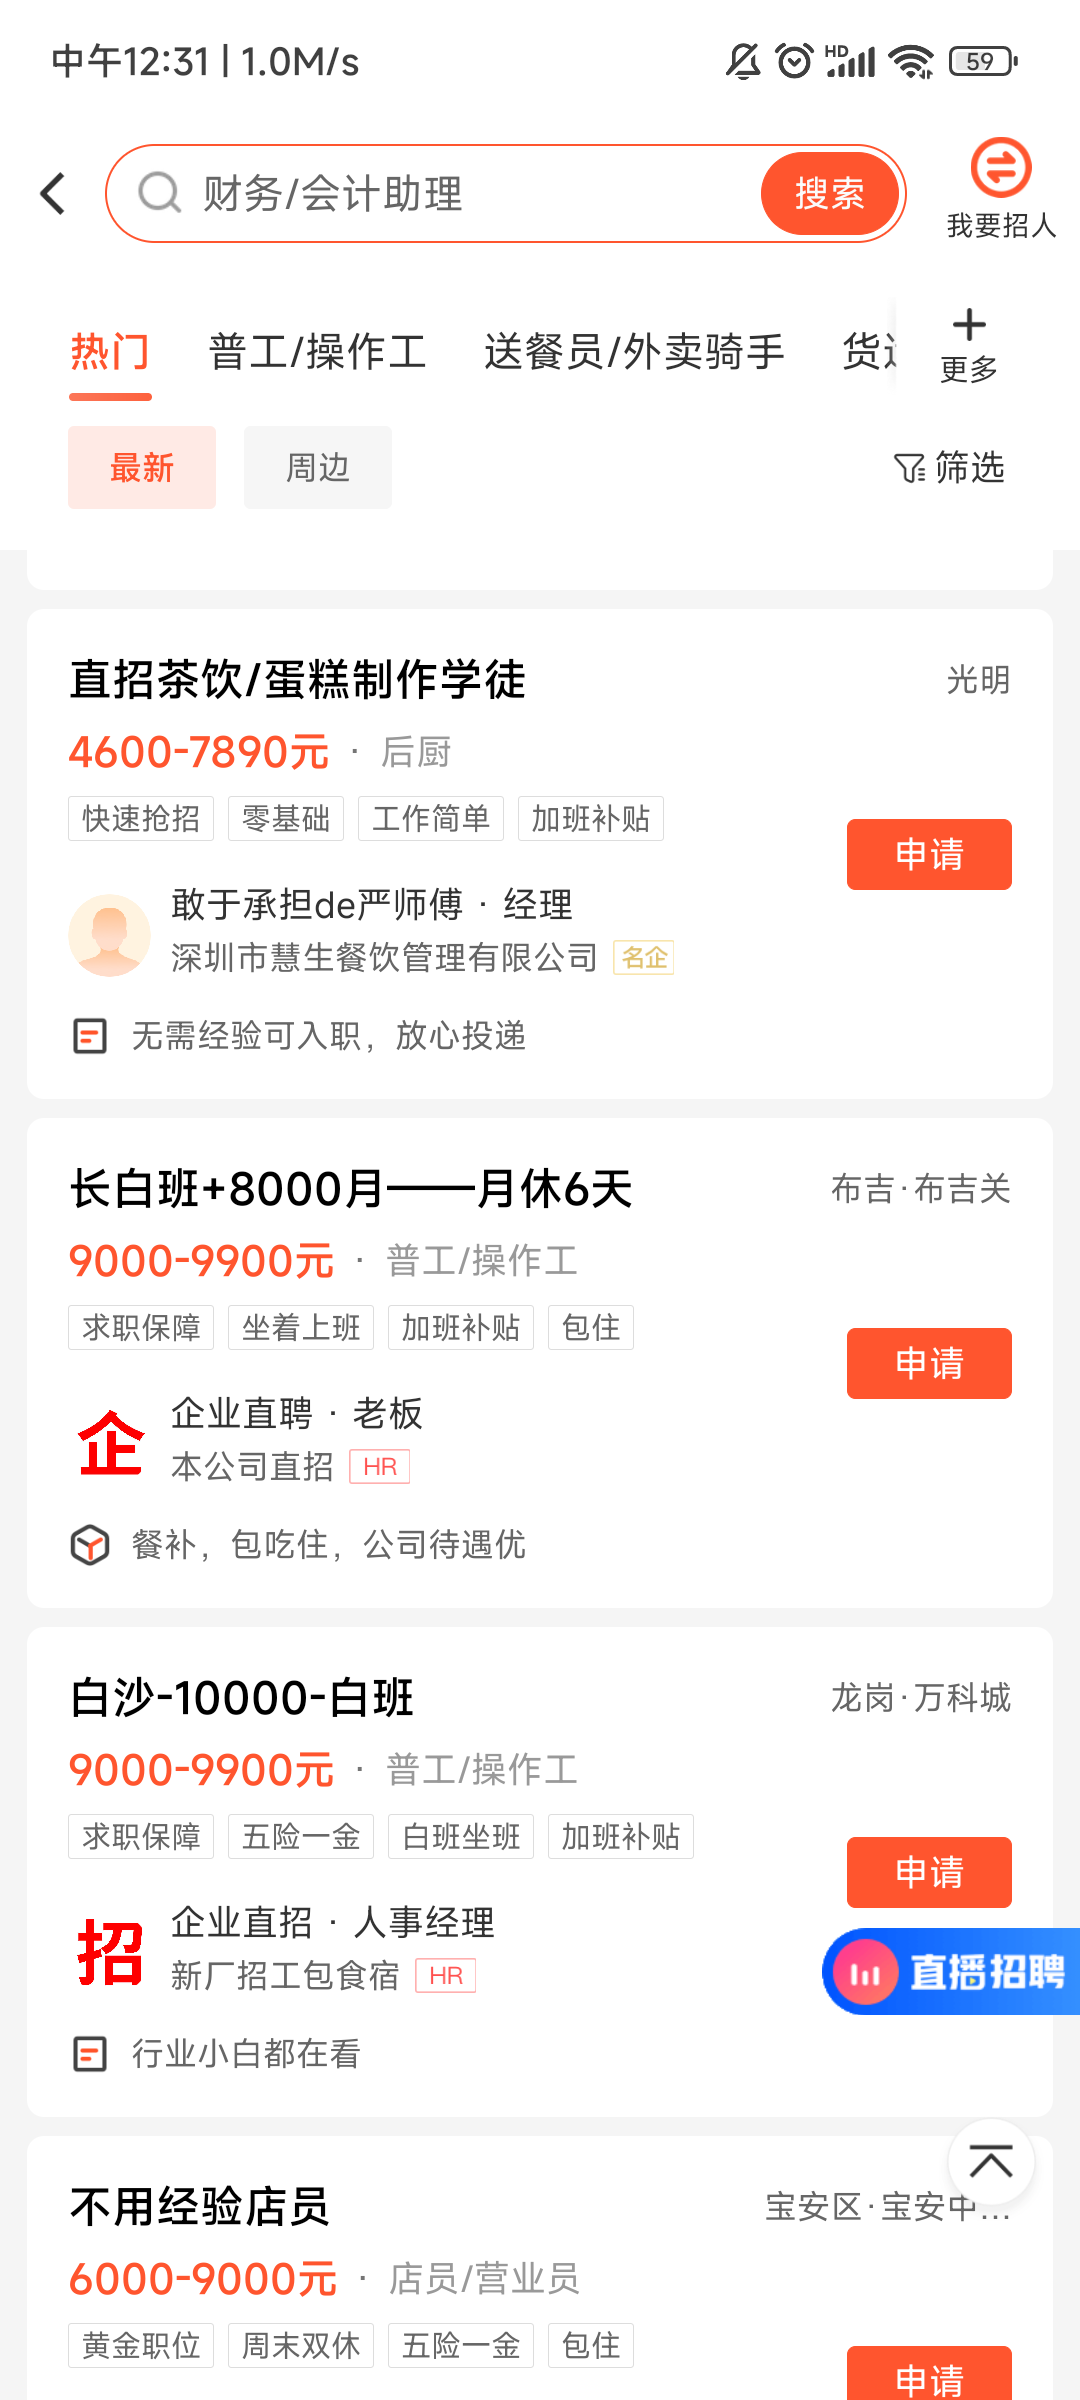 中午12:31 | 1.0M/s
HD
59
财务/会计助理
搜索
我要招人
热门
普工/操作工
送餐员/外卖骑手
货
更多
最新
周边
筛选
直招茶饮/蛋糕制作学徒
光明
4600-7890元 · 后厨
快速抢招 零基础 工作简单 加班补贴
申请
敢于承担de严师傅 · 经理
深圳市慧生餐饮管理有限公司 名企
无需经验可入职，放心投递
长白班+8000月——月休6天
布吉·布吉关
9000-9900元 · 普工/操作工
求职保障 坐着上班 加班补贴 包住
申请
企
企业直聘 · 老板
本公司直招 HR
餐补，包吃住，公司待遇优
白沙-10000-白班
龙岗·万科城
9000-9900元 · 普工/操作工
求职保障 五险一金 白班坐班 加班补贴
申请
招
企业直招 · 人事经理
新厂招工包食宿 HR
直播招聘
行业小白都在看
不用经验店员
宝安区·宝安中...
6000-9000元 · 店员/营业员
黄金职位 周末双休 五险一金 包住
申请